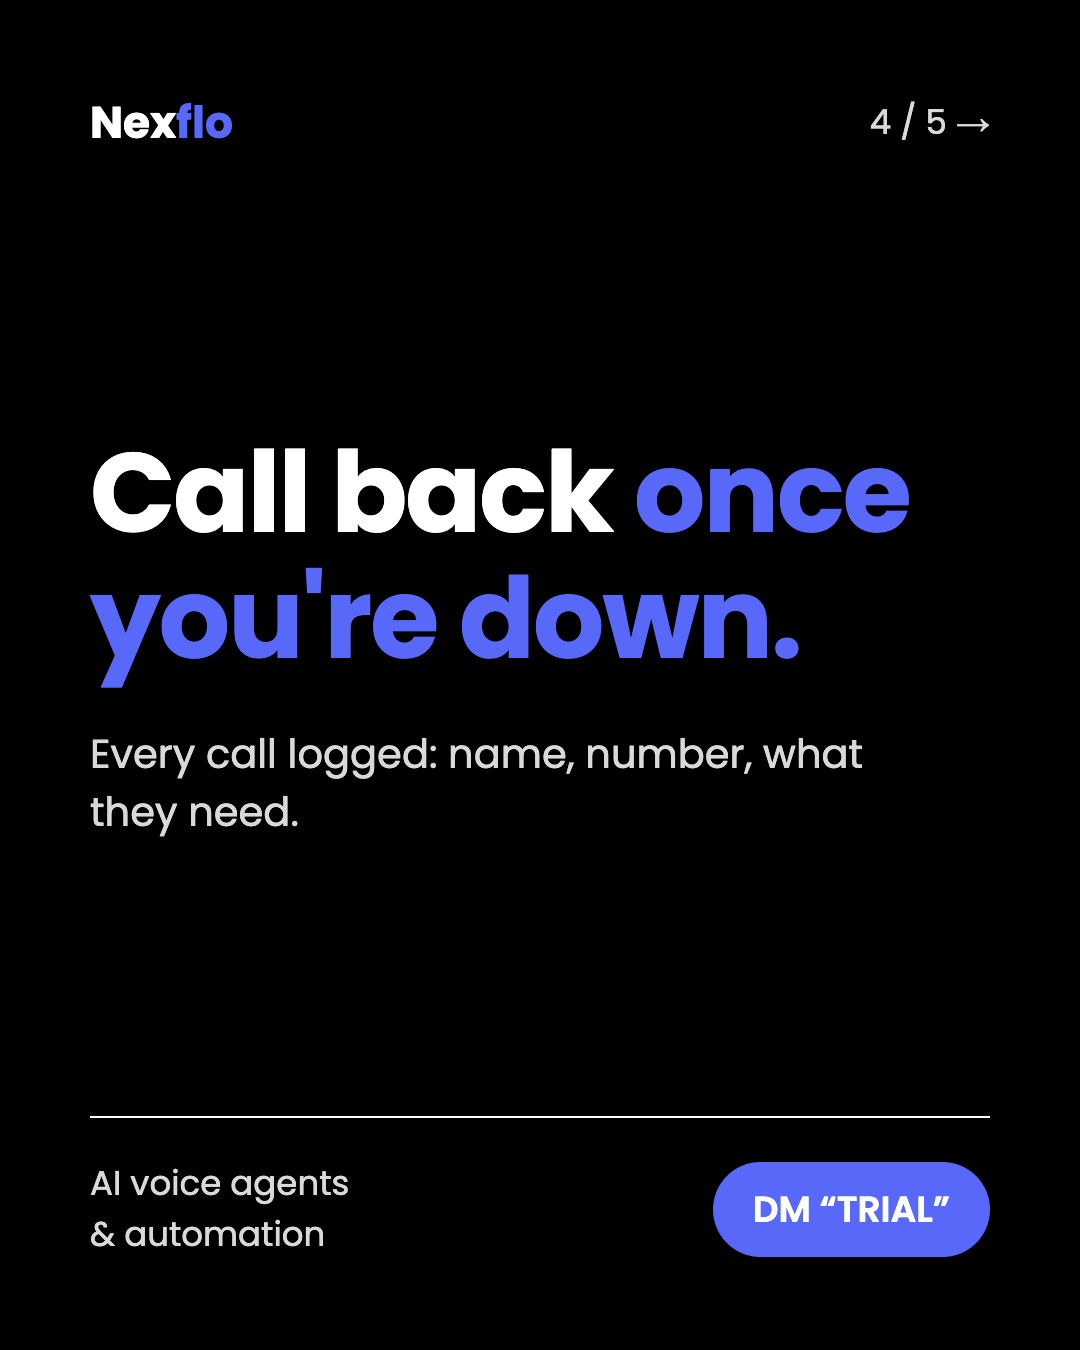 Nexflo
4 / 5 →
Call back once
you're down.
Every call logged: name, number, what
they need.
AI voice agents
& automation
DM “TRIAL”